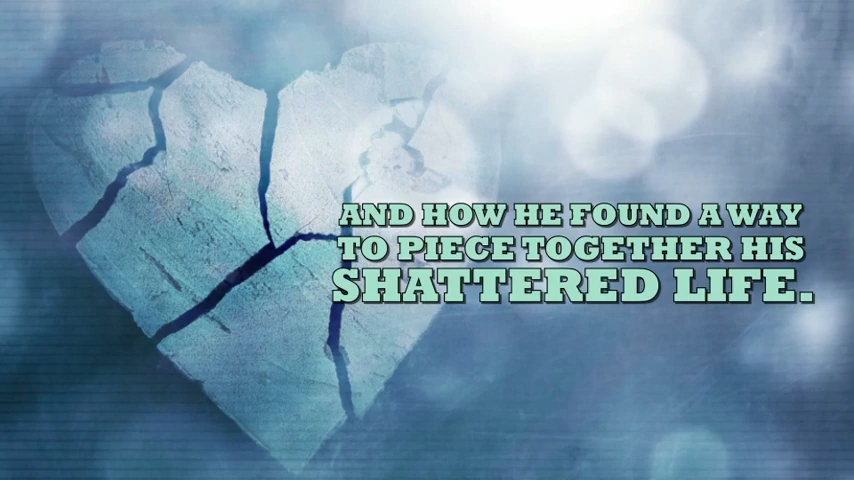 AND HOW HE FOUND A WAY
TO PIECE TOGETHER HIS
SHATTERED LIFE.